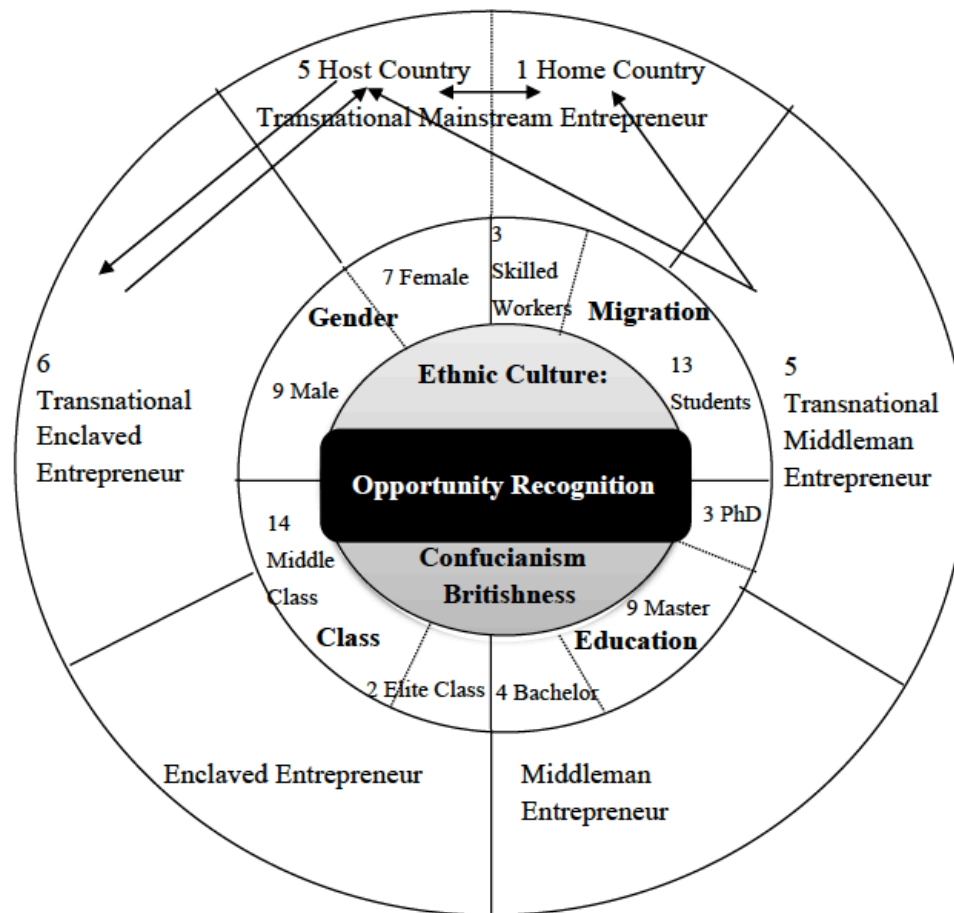 5 Host Country
1 Home Country
Transnational Mainstream Entrepreneur
7 Female
3
Skilled
Workers
Gender
Migration
9 Male
Ethnic Culture:
13
Students
6
Transnational
Enclaved
Entrepreneur
5
Transnational
Middleman
Entrepreneur
Opportunity Recognition
3 PhD
14
Middle
Class
Confucianism
Britishness
9 Master
Class
Education
2 Elite Class
4 Bachelor
Enclaved Entrepreneur
Middleman
Entrepreneur